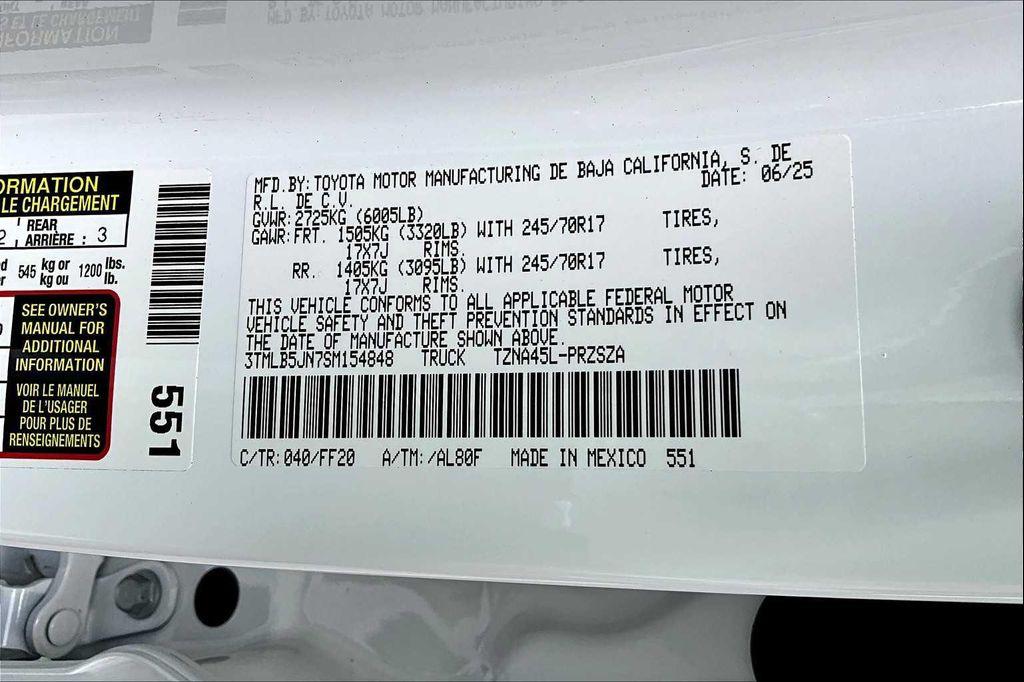 ORMATION
LE CHARGEMENT
2 REAR ARRIÈRE : 3
545 kg or kg ou 1200 lbs. lb.
SEE OWNER'S
MANUAL FOR
ADDITIONAL
INFORMATION
VOIR LE MANUEL
DE L'USAGER
POUR PLUS DE
RENSEIGNEMENTS
551
MFD.BY:TOYOTA MOTOR MANUFACTURING DE BAJA CALIFORNIA, S. DE
R.L. DE C.V. DATE: 06/25
GVWR:2725KG (6005LB)
GAWR:FRT. 1505KG (3320LB) WITH 245/70R17 TIRES,
17X7J RIMS.
RR. 1405KG (3095LB) WITH 245/70R17 TIRES,
17X7J RIMS.
THIS VEHICLE CONFORMS TO ALL APPLICABLE FEDERAL MOTOR
VEHICLE SAFETY AND THEFT PREVENTION STANDARDS IN EFFECT ON
THE DATE OF MANUFACTURE SHOWN ABOVE.
3TMLB5JN7SM154848 TRUCK TZNA45L-PRZSZA
C/TR:040/FF20 A/TM:/AL80F MADE IN MEXICO 551